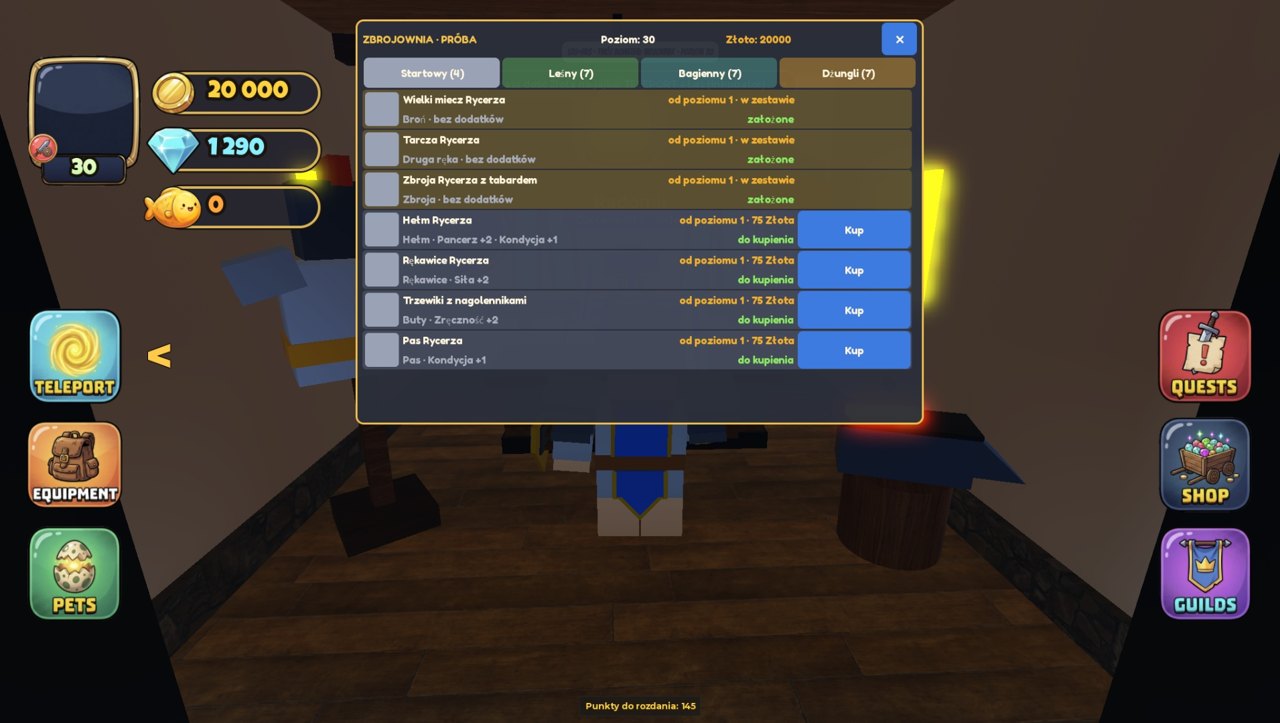 ZBROJOWNIA · PRÓBA
Poziom: 30
Złoto: 20000
×
Startowy (4)
Leśny (7)
Bagienny (7)
Dżungli (7)
Wielki miecz Rycerza
od poziomu 1 · w zestawie
Broń · bez dodatków
założone
Tarcza Rycerza
od poziomu 1 · w zestawie
Druga ręka · bez dodatków
założone
Zbroja Rycerza z tabardem
od poziomu 1 · w zestawie
Zbroja · bez dodatków
założone
Hełm Rycerza
od poziomu 1 · 75 Złota
Hełm · Pancerz +2 · Kondycja +1
do kupienia
Kup
Rękawice Rycerza
od poziomu 1 · 75 Złota
Rękawice · Siła +2
do kupienia
Kup
Trzewiki z nagolennikami
od poziomu 1 · 75 Złota
Buty · Zręczność +2
do kupienia
Kup
Pas Rycerza
od poziomu 1 · 75 Złota
Pas · Kondycja +1
do kupienia
Kup
20 000
1 290
30
0
TELEPORT
<
EQUIPMENT
PETS
QUESTS
SHOP
GUILDS
Punkty do rozdania: 145